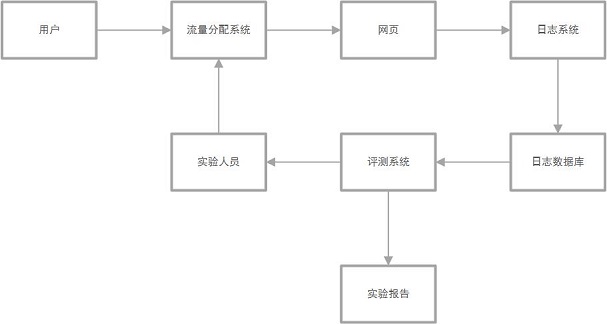 用户
流量分配系统
网页
日志系统
实验人员
评测系统
日志数据库
实验报告